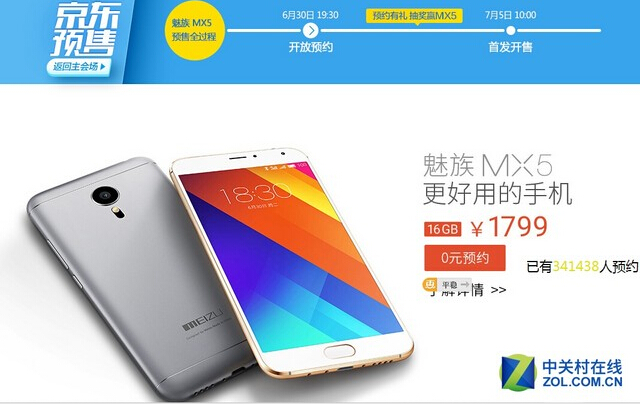 京东
预售
返回主会场
魅族 MX5
预售全过程
6月30日 19:30
开放预约
预约有礼 抽奖赢MX5
7月5日 10:00
首发开售
18:30
MEIZU
魅族 MX5
更好用的手机
16GB ￥1799
0元预约
已有341438人预约
平稳
了解详情 >>
Z
中关村在线
ZOL.COM.CN